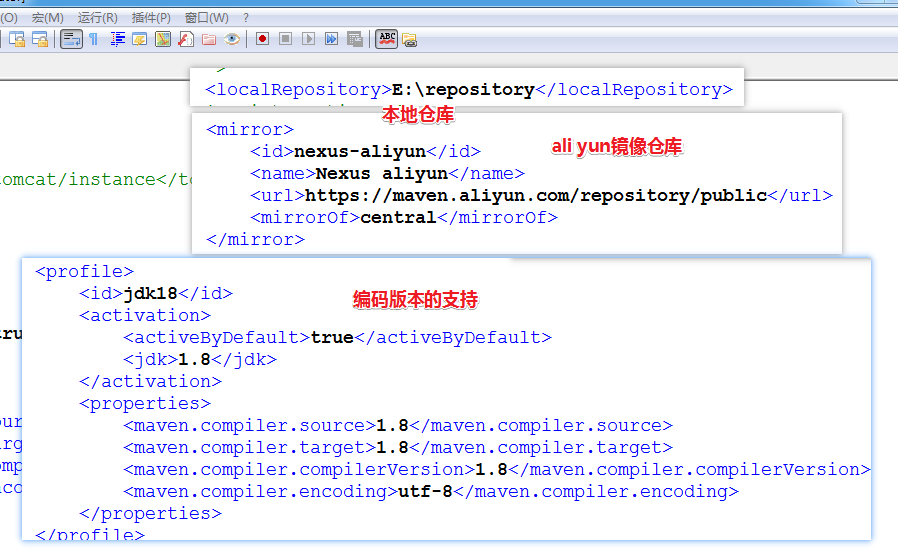 (O) 宏(M) 运行(R) 插件(P) 窗口(W) ?
ABC
<localRepository>E:\repository</localRepository>
本地仓库
<mirror>
ali yun镜像仓库
<id>nexus-aliyun</id>
<name>Nexus aliyun</name>
omcat/instance</to
<url>https://maven.aliyun.com/repository/public</url>
<mirrorOf>central</mirrorOf>
</mirror>
<profile>
<id>jdk18</id>
编码版本的支持
<activation>
<activeByDefault>true</activeByDefault>
<jdk>1.8</jdk>
</activation>
<properties>
<maven.compiler.source>1.8</maven.compiler.source>
<maven.compiler.target>1.8</maven.compiler.target>
<maven.compiler.compilerVersion>1.8</maven.compiler.compilerVersion>
<maven.compiler.encoding>utf-8</maven.compiler.encoding>
</properties>
</profile>